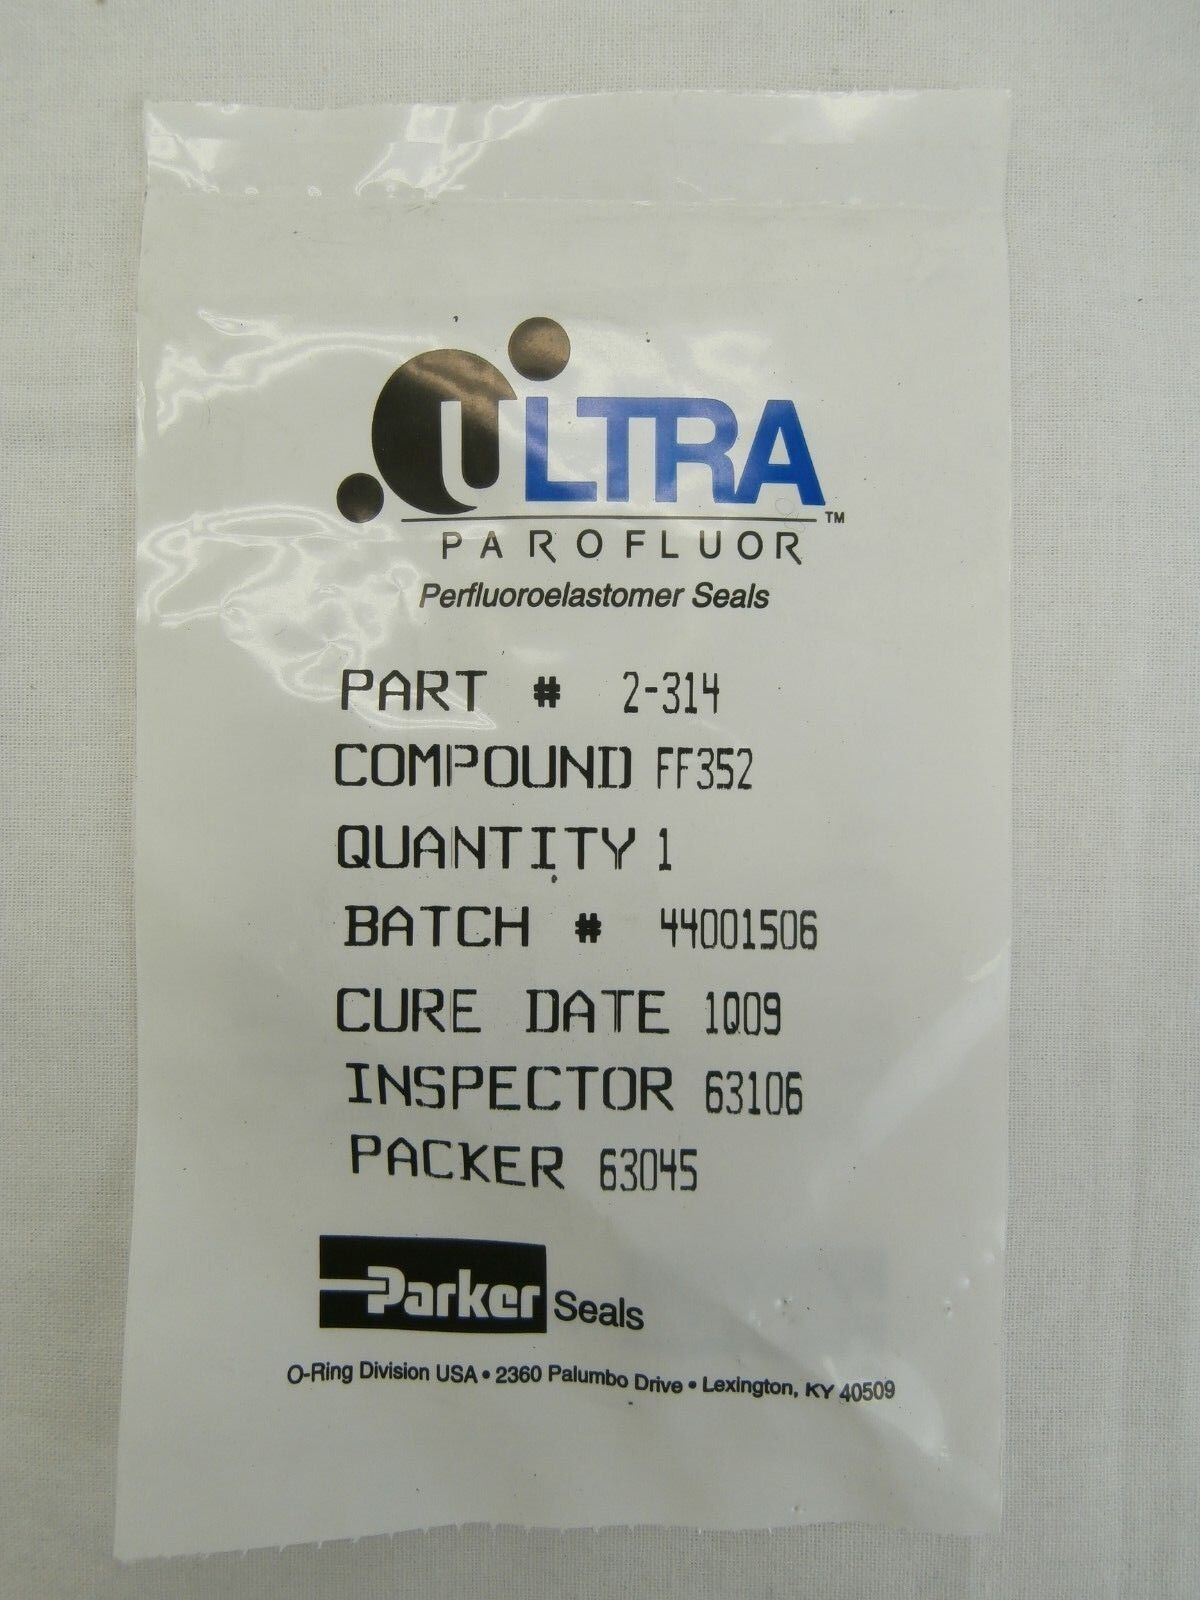 ULTRA™
PAROFLUOR
Perfluoroelastomer Seals
PART # 2-314
COMPOUND FF352
QUANTITY 1
BATCH # 44001506
CURE DATE 1Q09
INSPECTOR 63106
PACKER 63045
Parker Seals
O-Ring Division USA • 2360 Palumbo Drive • Lexington, KY 40509